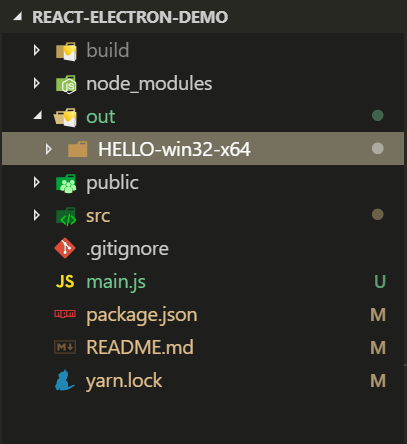 REACT-ELECTRON-DEMO
build
node_modules
out
HELLO-win32-x64
public
src
.gitignore
JS main.js U
package.json M
README.md M
yarn.lock M